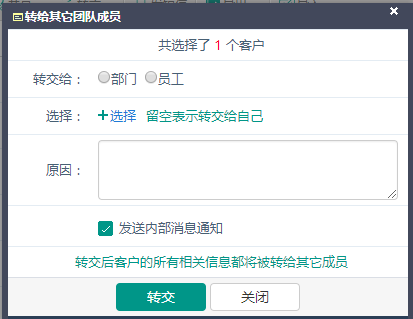 转给其它团队成员
共选择了 1 个客户
转交给： 部门 员工
选择： +选择 留空表示转交给自己
原因：
发送内部消息通知
转交后客户的所有相关信息都将被转给其它成员
转交 关闭